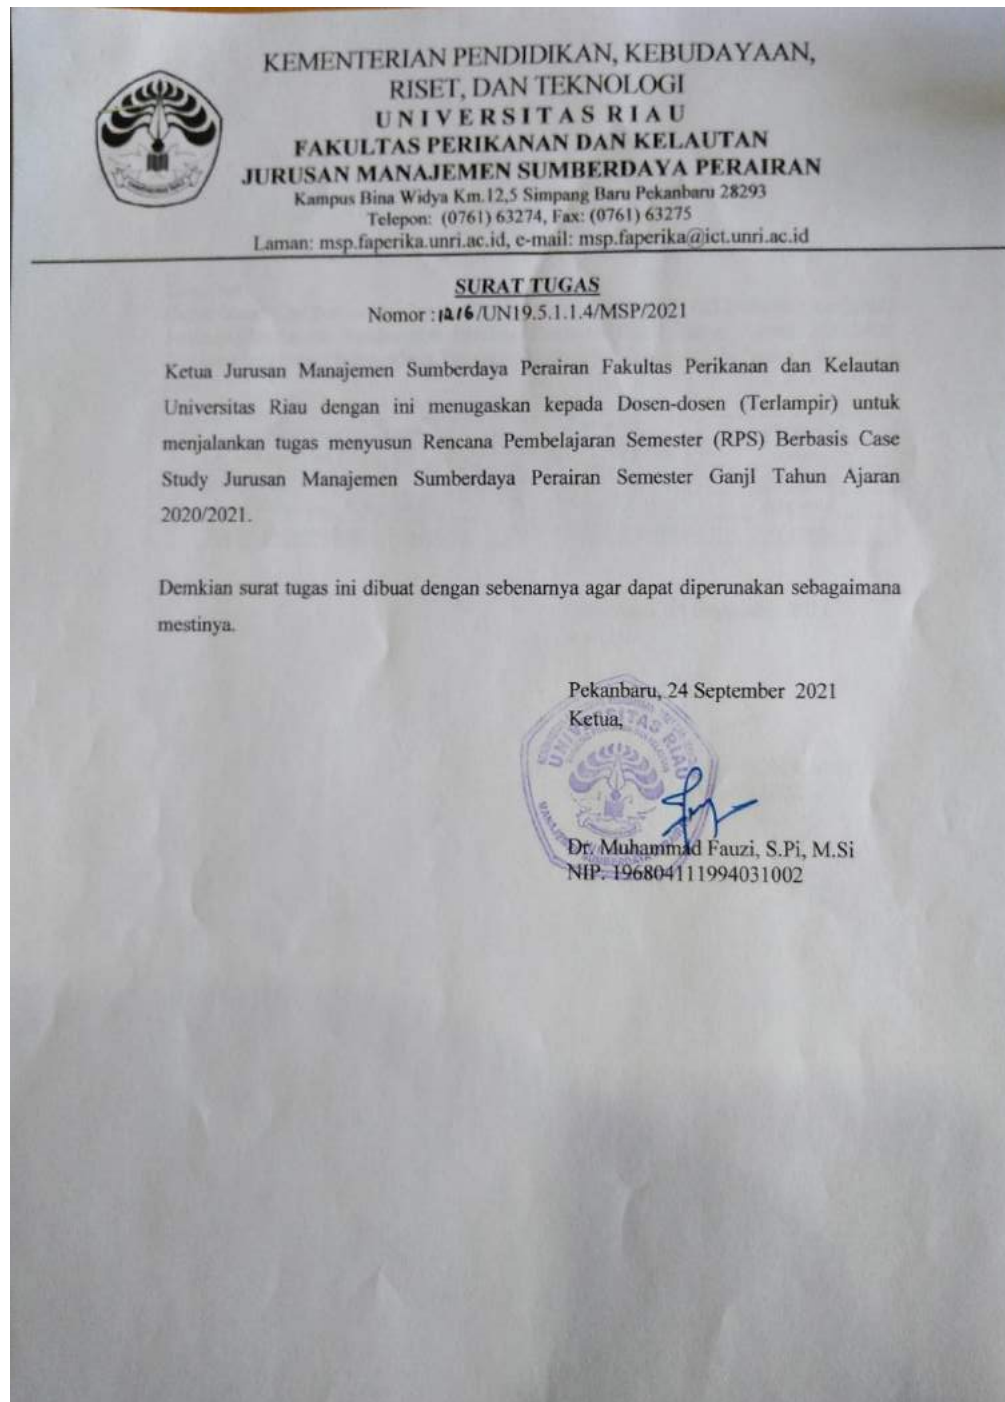 KEMENTERIAN PENDIDIKAN, KEBUDAYAAN,
RISET, DAN TEKNOLOGI
UNIVERSITAS RIAU
FAKULTAS PERIKANAN DAN KELAUTAN
JURUSAN MANAJEMEN SUMBERDAYA PERAIRAN
Kampus Bina Widya Km.12,5 Simpang Baru Pekanbaru 28293
Telepon: (0761) 63274, Fax: (0761) 63275
Laman: msp.faperika.unri.ac.id, e-mail: msp.faperika@ict.unri.ac.id
SURAT TUGAS
Nomor : 1216/UN19.5.1.1.4/MSP/2021
Ketua Jurusan Manajemen Sumberdaya Perairan Fakultas Perikanan dan Kelautan
Universitas Riau dengan ini menugaskan kepada Dosen-dosen (Terlampir) untuk
menjalankan tugas menyusun Rencana Pembelajaran Semester (RPS) Berbasis Case
Study Jurusan Manajemen Sumberdaya Perairan Semester Ganjl Tahun Ajaran
2020/2021.
Demkian surat tugas ini dibuat dengan sebenarnya agar dapat diperunakan sebagaimana
mestinya.
Pekanbaru, 24 September 2021
Ketua,
UNIVERSITAS RIAU
Dr. Muhammad Fauzi, S.Pi, M.Si
NIP. 196804111994031002